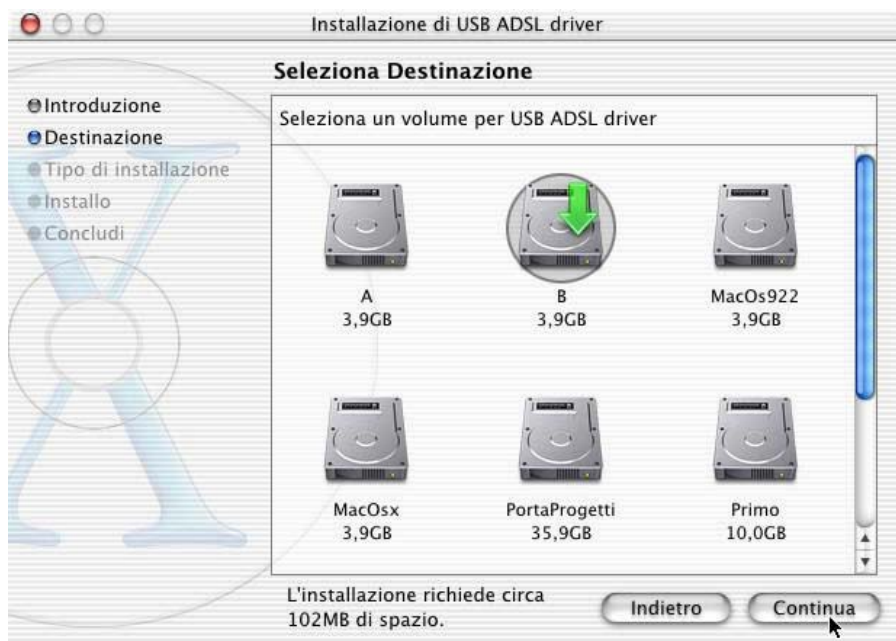 Installazione di USB ADSL driver
Seleziona Destinazione
Introduzione
Destinazione
Tipo di installazione
Installo
Concludi
Seleziona un volume per USB ADSL driver
A
3,9GB
B
3,9GB
MacOs922
3,9GB
MacOsx
3,9GB
PortaProgetti
35,9GB
Primo
10,0GB
L'installazione richiede circa
102MB di spazio.
Indietro
Continua